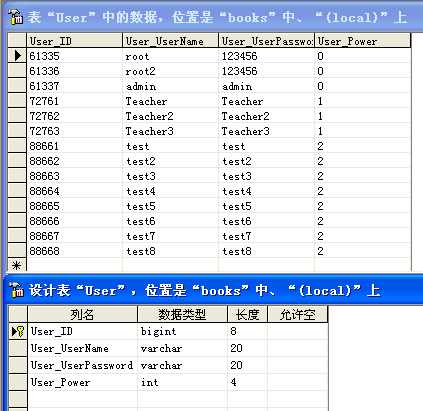 表“User”中的数据，位置是“books”中、“(local)”上
User_ID User_UserName User_UserPasswo User_Power
61335 root 123456 0
61336 root2 123456 0
61337 admin admin 0
72761 Teacher Teacher 1
72762 Teacher2 Teacher2 1
72763 Teacher3 Teacher3 1
88661 test test 2
88662 test2 test2 2
88663 test3 test3 2
88664 test4 test4 2
88665 test5 test5 2
88666 test6 test6 2
88667 test7 test7 2
88668 test8 test8 2
设计表“User”，位置是“books”中、“(local)”上
列名 数据类型 长度 允许空
User_ID bigint 8
User_UserName varchar 20
User_UserPassword varchar 20
User_Power int 4